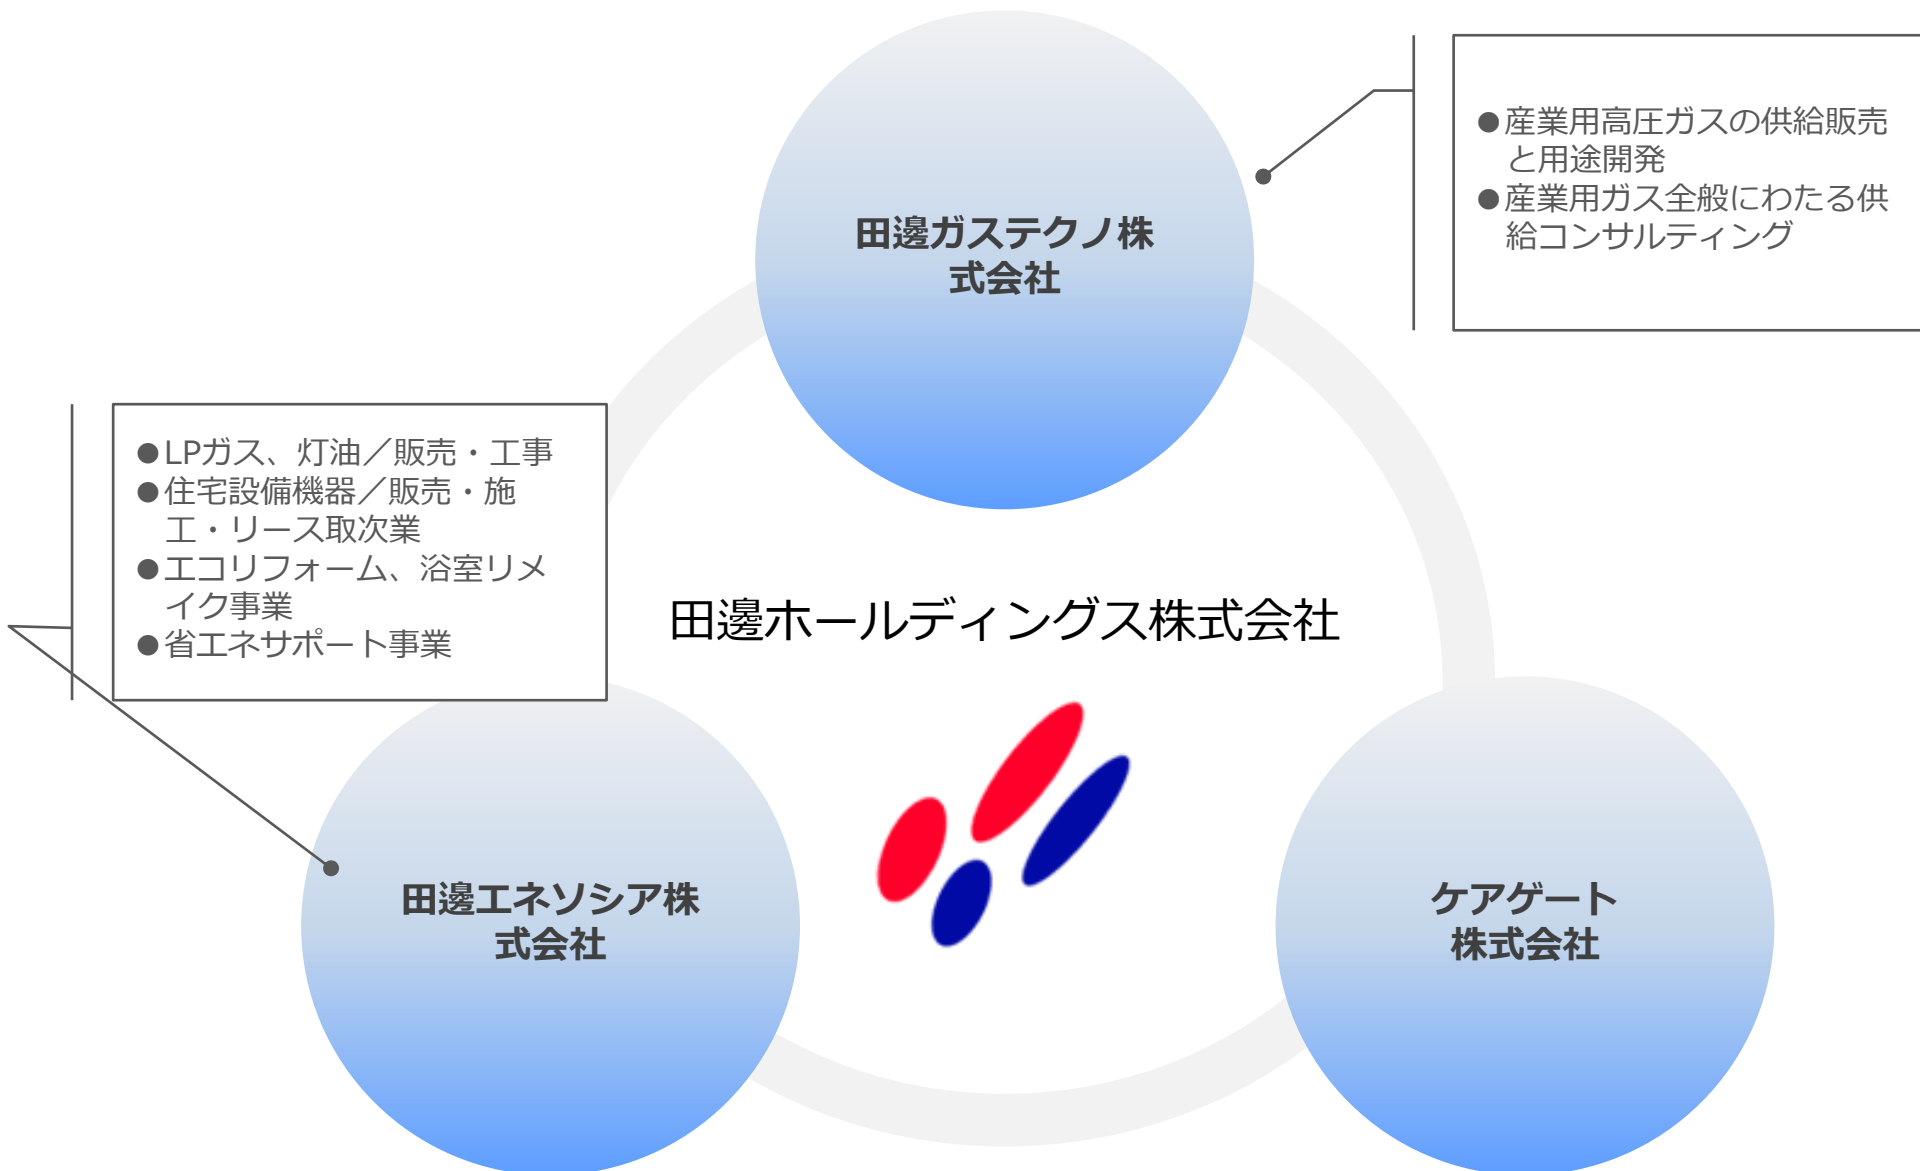 田邊ガステクノ株
式会社
●産業用高圧ガスの供給販売
と用途開発
●産業用ガス全般にわたる供
給コンサルティング
●LPガス、灯油／販売・工事
●住宅設備機器／販売・施
工・リース取次業
●エコリフォーム、浴室リメ
イク事業
●省エネサポート事業
田邊ホールディングス株式会社
田邊エネソシア株
式会社
ケアゲート
株式会社